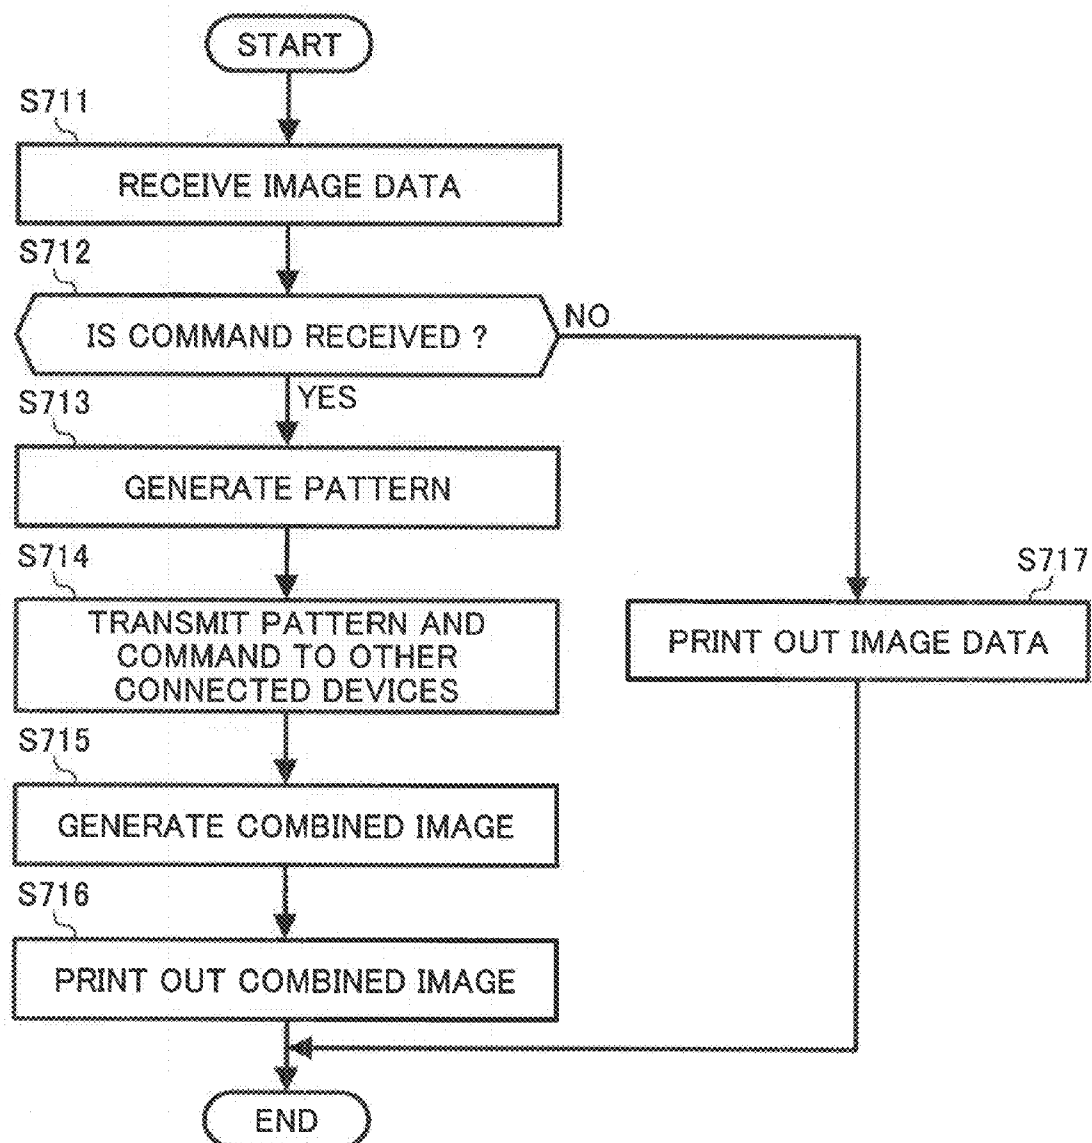 START
S711
RECEIVE IMAGE DATA
S712
IS COMMAND RECEIVED ?
NO
YES
S713
GENERATE PATTERN
S714
TRANSMIT PATTERN AND
COMMAND TO OTHER
CONNECTED DEVICES
S717
PRINT OUT IMAGE DATA
S715
GENERATE COMBINED IMAGE
S716
PRINT OUT COMBINED IMAGE
END